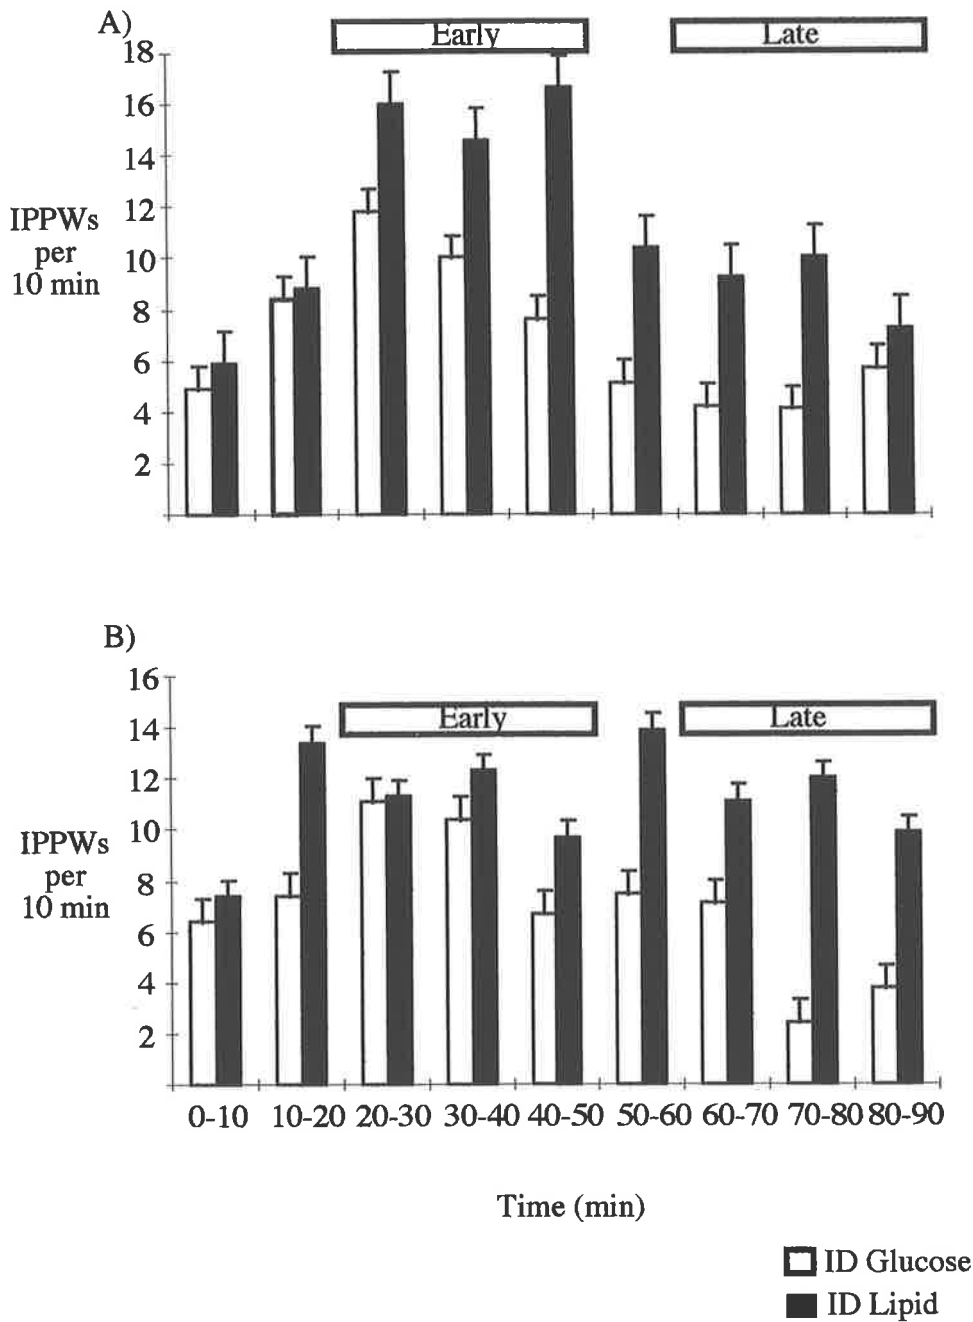 A)
Early
Late
18
16
14
12
10
8
6
4
2
IPPWs
per
10 min
B)
Early
Late
16
14
12
10
8
6
4
2
IPPWs
per
10 min
0-10 10-20 20-30 30-40 40-50 50-60 60-70 70-80 80-90
Time (min)
ID Glucose
ID Lipid